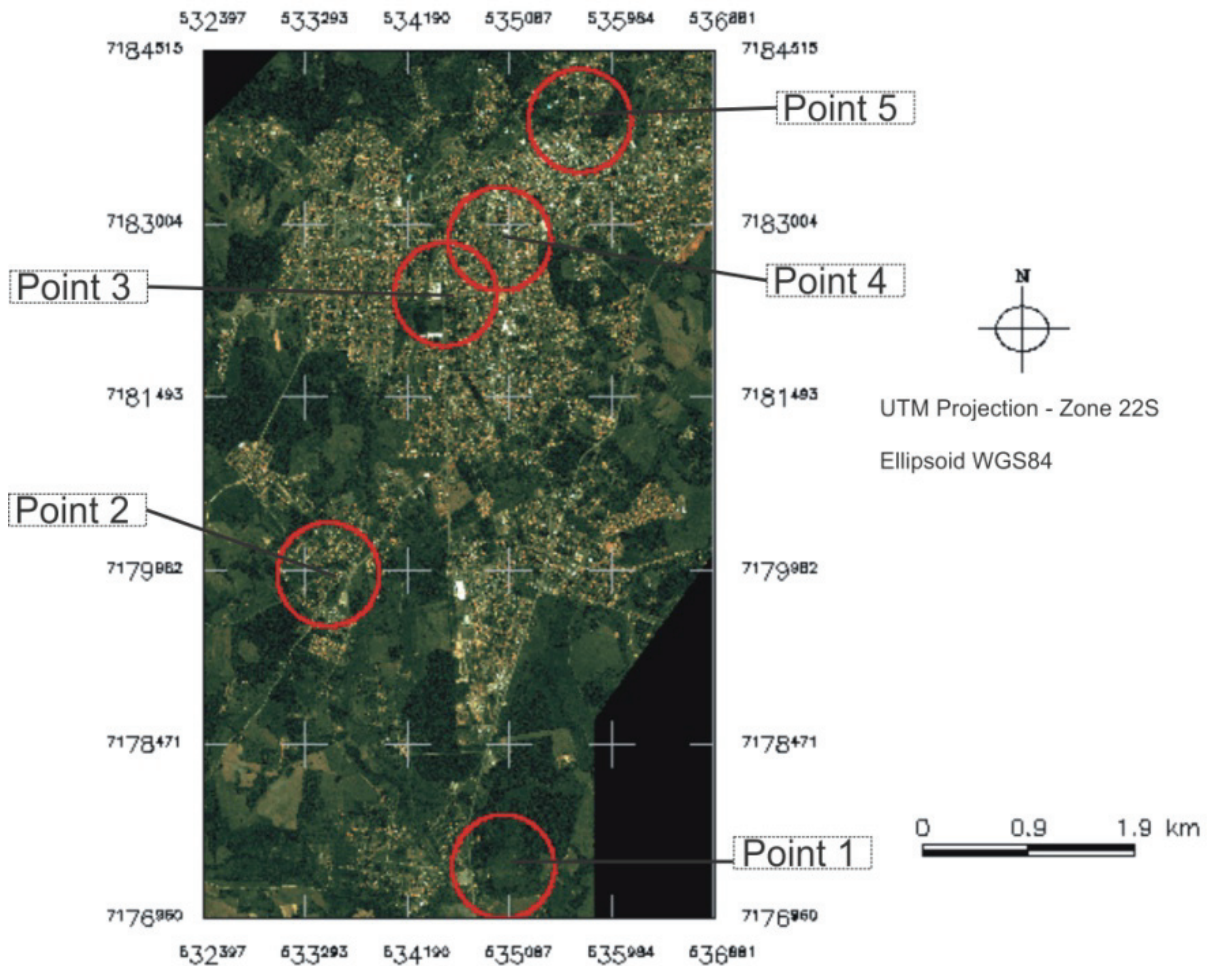 532397 533293 534190 535087 535984 536881
7184515 7184515
Point 5
7183004 7183004
Point 3
Point 4
N
7181493 7181493
UTM Projection - Zone 22S
Ellipsoid WGS84
Point 2
7179982 7179982
7178471 7178471
0 0.9 1.9 km
Point 1
7176960 7176960
532397 533293 534190 535087 535984 536881